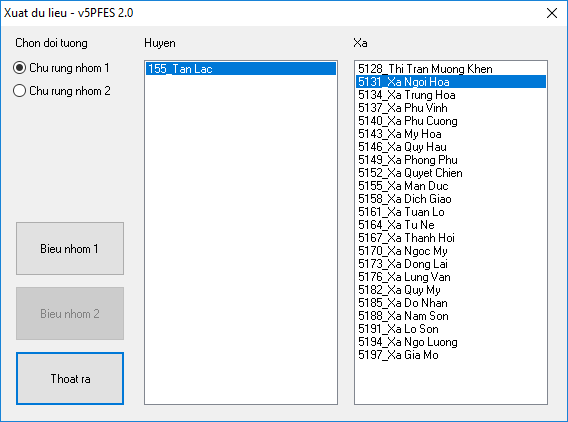 Xuat du lieu - v5PFES 2.0
Chon doi tuong
Chu rung nhom 1
Chu rung nhom 2
Bieu nhom 1
Bieu nhom 2
Thoat ra
Huyen
155_Tan Lac
Xa
5128_Thi Tran Muong Khen
5131_Xa Ngoi Hoa
5134_Xa Trung Hoa
5137_Xa Phu Vinh
5140_Xa Phu Cuong
5143_Xa My Hoa
5146_Xa Quy Hau
5149_Xa Phong Phu
5152_Xa Quyet Chien
5155_Xa Man Duc
5158_Xa Dich Giao
5161_Xa Tuan Lo
5164_Xa Tu Ne
5167_Xa Thanh Hoi
5170_Xa Ngoc My
5173_Xa Dong Lai
5176_Xa Lung Van
5182_Xa Quy My
5185_Xa Do Nhan
5188_Xa Nam Son
5191_Xa Lo Son
5194_Xa Ngo Luong
5197_Xa Gia Mo